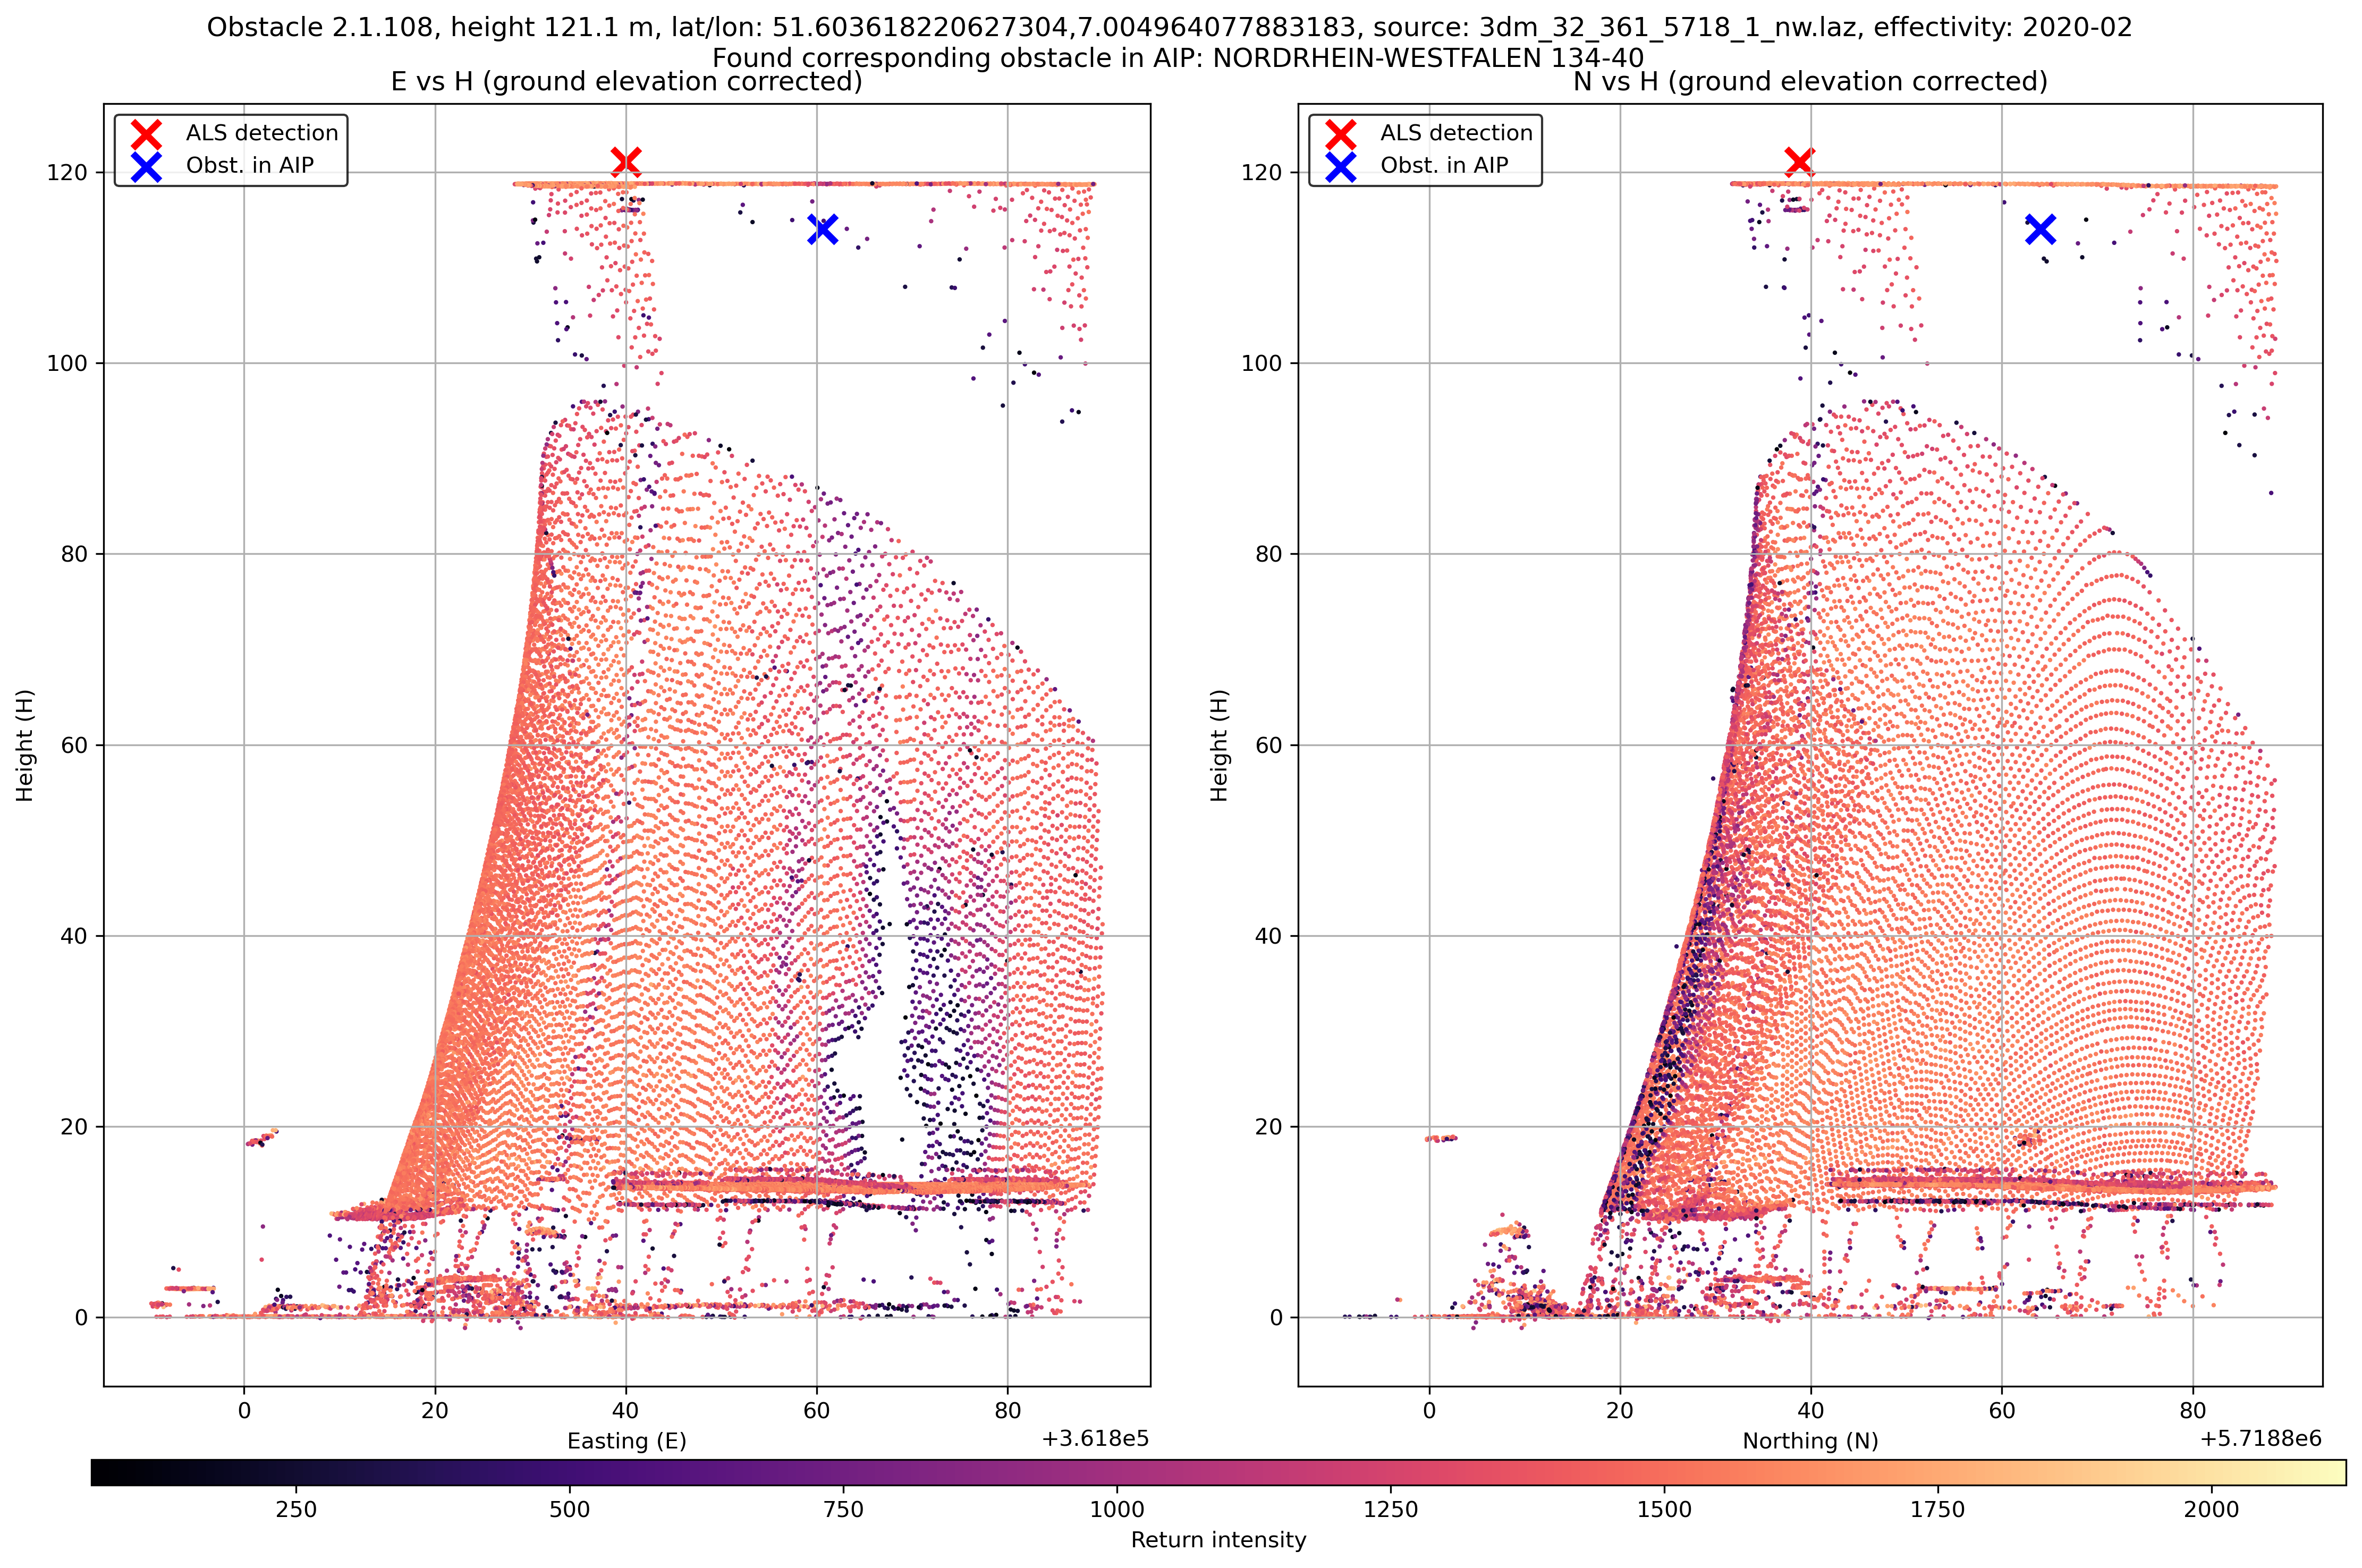 Obstacle 2.1.108, height 121.1 m, lat/lon: 51.603618220627304,7.004964077883183, source: 3dm_32_361_5718_1_nw.laz, effectivity: 2020-02
Found corresponding obstacle in AIP: NORDRHEIN-WESTFALEN 134-40
E vs H (ground elevation corrected)
ALS detection
Obst. in AIP
120
100
80
60
40
20
0
Height (H)
0 20 40 60 80
Easting (E)
+3.618e5
N vs H (ground elevation corrected)
ALS detection
Obst. in AIP
120
100
80
60
40
20
0
Height (H)
0 20 40 60 80
Northing (N)
+5.7188e6
250 500 750 1000 1250 1500 1750 2000
Return intensity